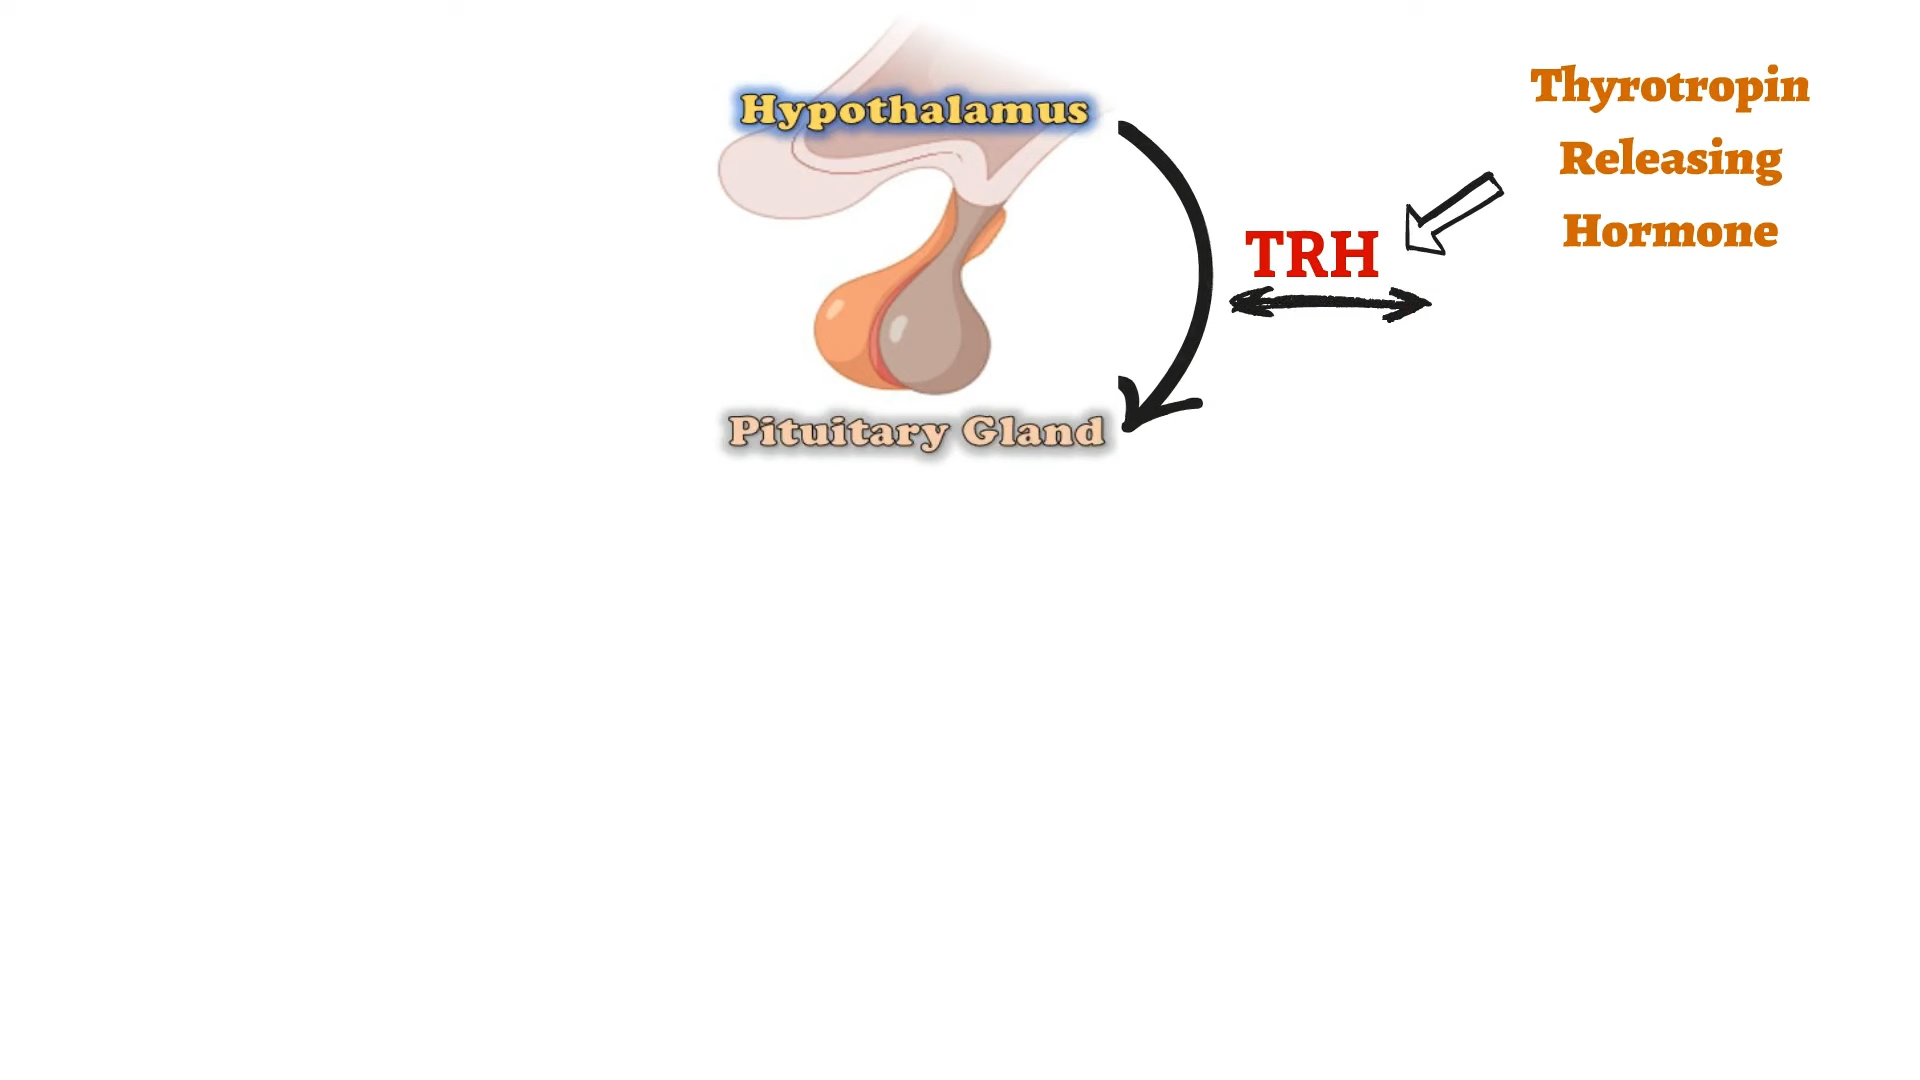 Hypothalamus
Thyrotropin
Releasing
Hormone
TRH
Pituitary Gland